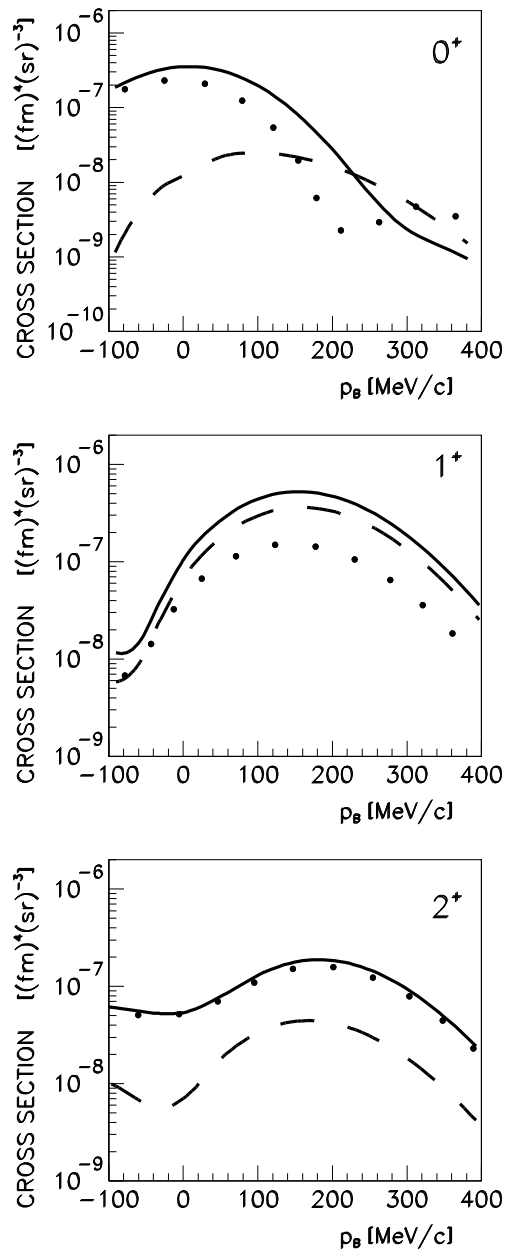 0⁺
10⁻⁶
10⁻⁷
10⁻⁸
10⁻⁹
10⁻¹⁰
CROSS SECTION [(fm)⁴(sr)⁻³]
−100 0 100 200 300 400
p_B [MeV/c]
1⁺
10⁻⁶
10⁻⁷
10⁻⁸
10⁻⁹
CROSS SECTION [(fm)⁴(sr)⁻³]
−100 0 100 200 300 400
p_B [MeV/c]
2⁺
10⁻⁶
10⁻⁷
10⁻⁸
10⁻⁹
CROSS SECTION [(fm)⁴(sr)⁻³]
−100 0 100 200 300 400
p_B [MeV/c]